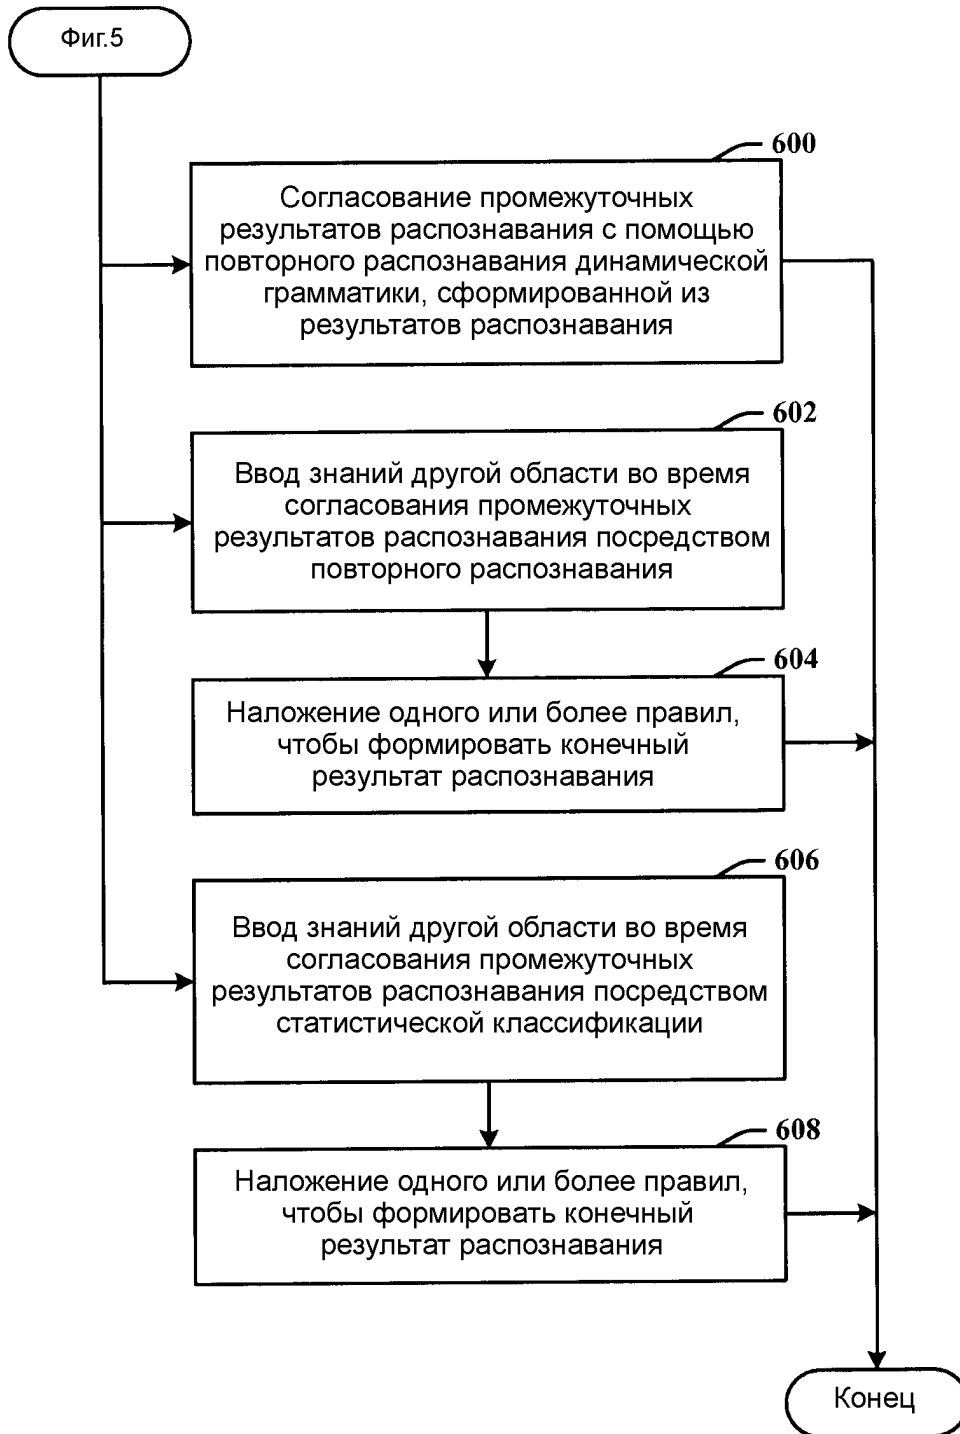 Фиг.5
600
Согласование промежуточных
результатов распознавания с помощью
повторного распознавания динамической
грамматики, сформированной из
результатов распознавания
602
Ввод знаний другой области во время
согласования промежуточных
результатов распознавания посредством
повторного распознавания
604
Наложение одного или более правил,
чтобы формировать конечный
результат распознавания
606
Ввод знаний другой области во время
согласования промежуточных
результатов распознавания посредством
статистической классификации
608
Наложение одного или более правил,
чтобы формировать конечный
результат распознавания
Конец